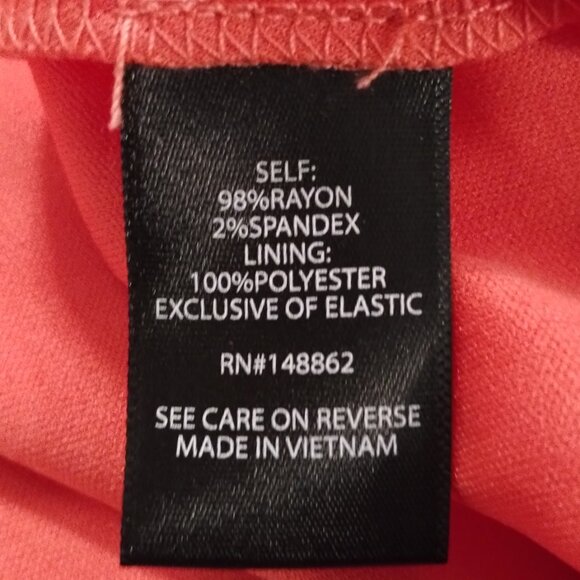 SELF:
98%RAYON
2%SPANDEX
LINING:
100%POLYESTER
EXCLUSIVE OF ELASTIC
RN#148862
SEE CARE ON REVERSE
MADE IN VIETNAM